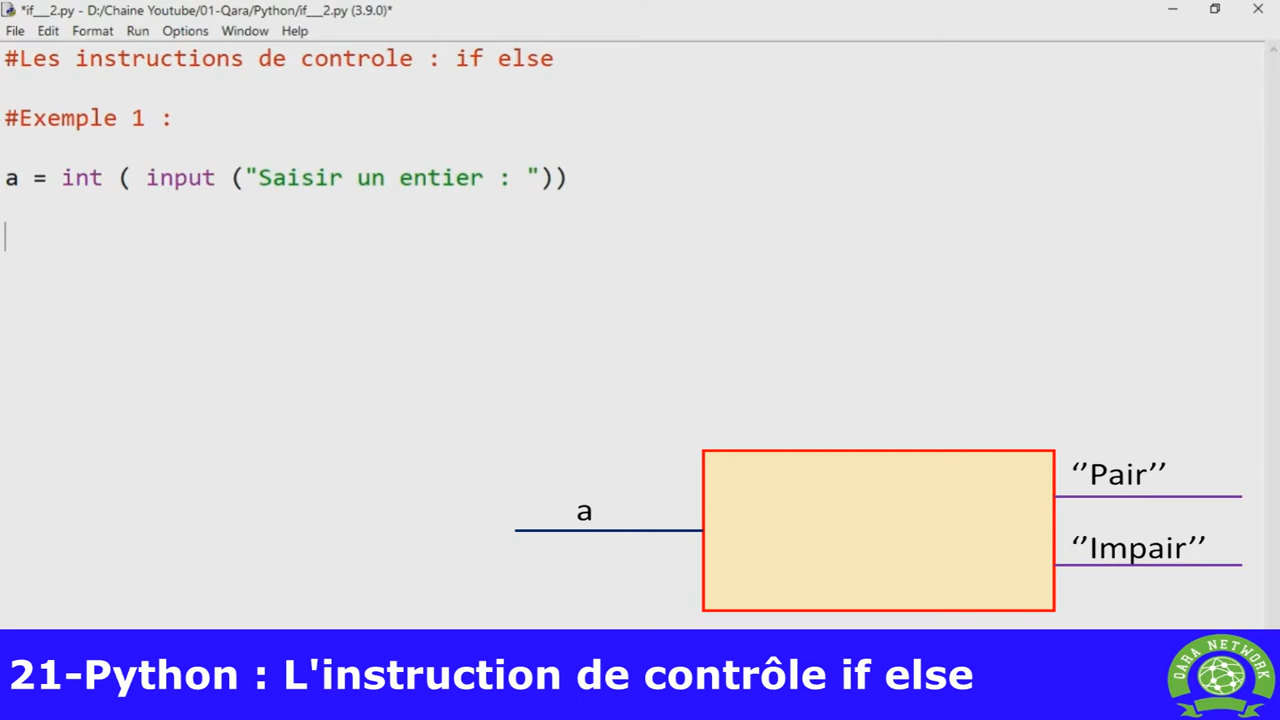 *if__2.py - D:/Chaine Youtube/01-Qara/Python/if__2.py (3.9.0)*
File Edit Format Run Options Window Help
#Les instructions de controle : if else
#Exemple 1 :
a = int ( input ("Saisir un entier : "))
a
‘’Pair’’
‘’Impair’’
21-Python : L'instruction de contrôle if else
QARA NETWORK